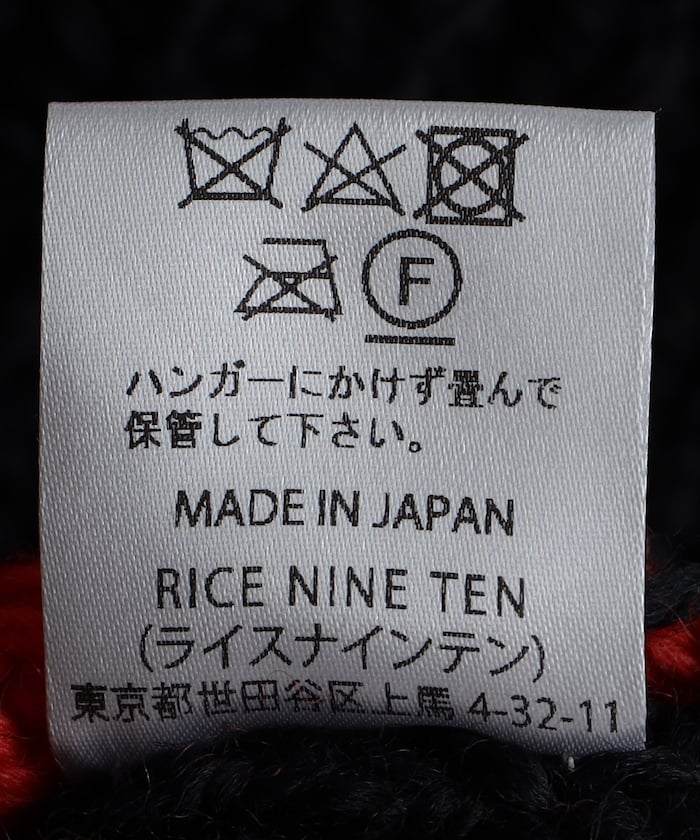 F
ハンガーにかけず畳んで
保管して下さい。
MADE IN JAPAN
RICE NINE TEN
(ライスナインテン)
東京都世田谷区上馬 4-32-11